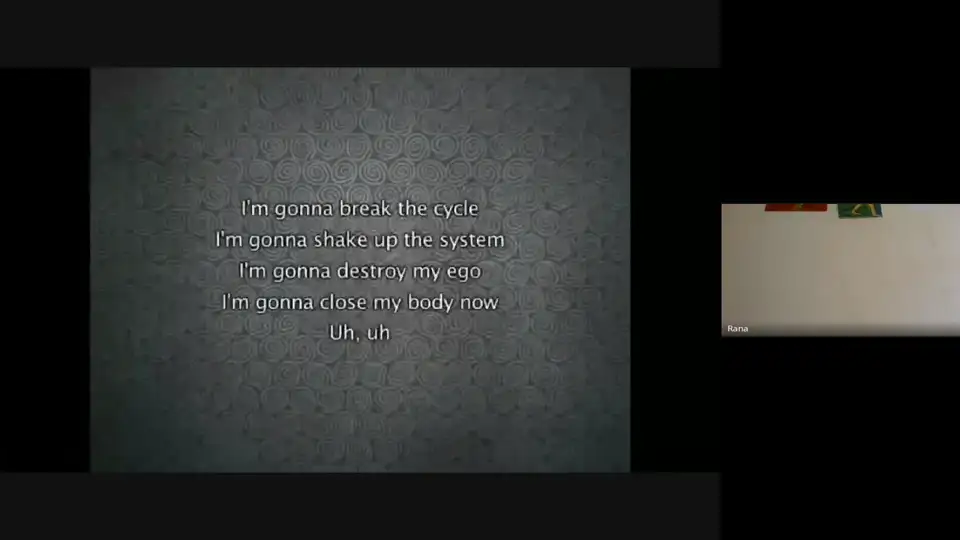 I'm gonna break the cycle
I'm gonna shake up the system
I'm gonna destroy my ego
I'm gonna close my body now
Uh, uh
Rana